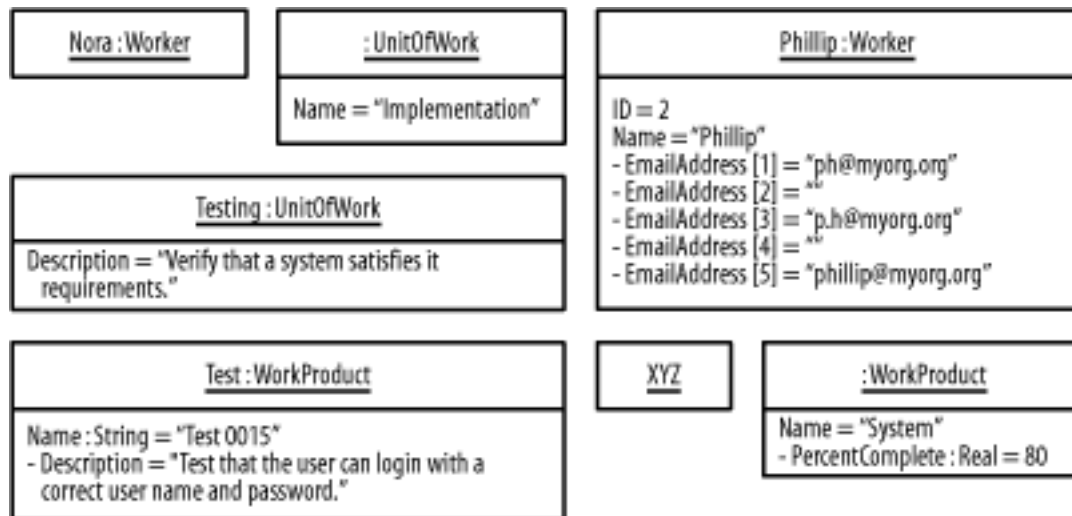 Nora : Worker
: UnitOfWork
Name = “Implementation”
Phillip : Worker
ID = 2
Name = “Phillip”
- EmailAddress [1] = “ph@myorg.org”
- EmailAddress [2] = “”
- EmailAddress [3] = “p.h@myorg.org”
- EmailAddress [4] = “”
- EmailAddress [5] = “phillip@myorg.org”
Testing : UnitOfWork
Description = “Verify that a system satisfies it
requirements.”
Test : WorkProduct
Name : String = “Test 0015”
- Description = "Test that the user can login with a
correct user name and password.”
XYZ
: WorkProduct
Name = “System”
- PercentComplete : Real = 80